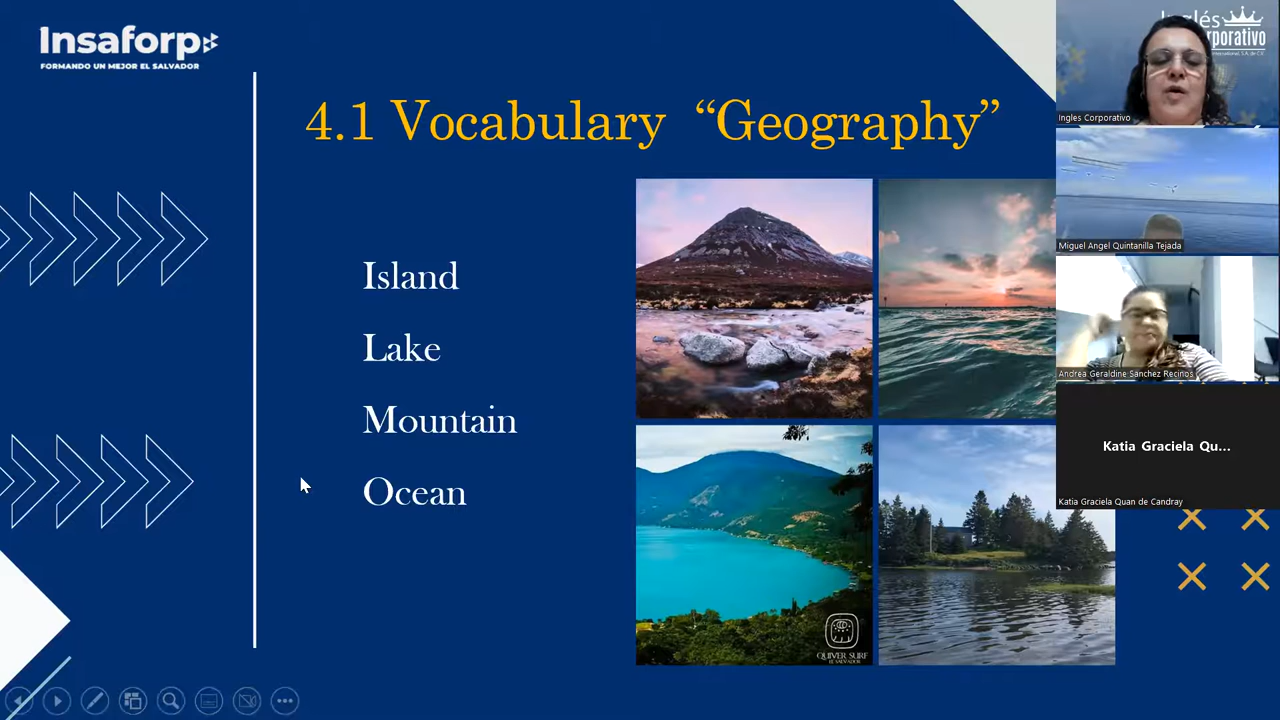 Insaforp
FORMANDO UN MEJOR EL SALVADOR
4.1 Vocabulary “Geography”
Island
Lake
Mountain
Ocean
QUIVER SURF
EL SALVADOR
Inglés
rporativo
Ingles Corporativo
Miguel Angel Quintanilla Tejada
Andrea Geraldine Sanchez Recinos
Katia Graciela Qu...
Katia Graciela Quan de Candray